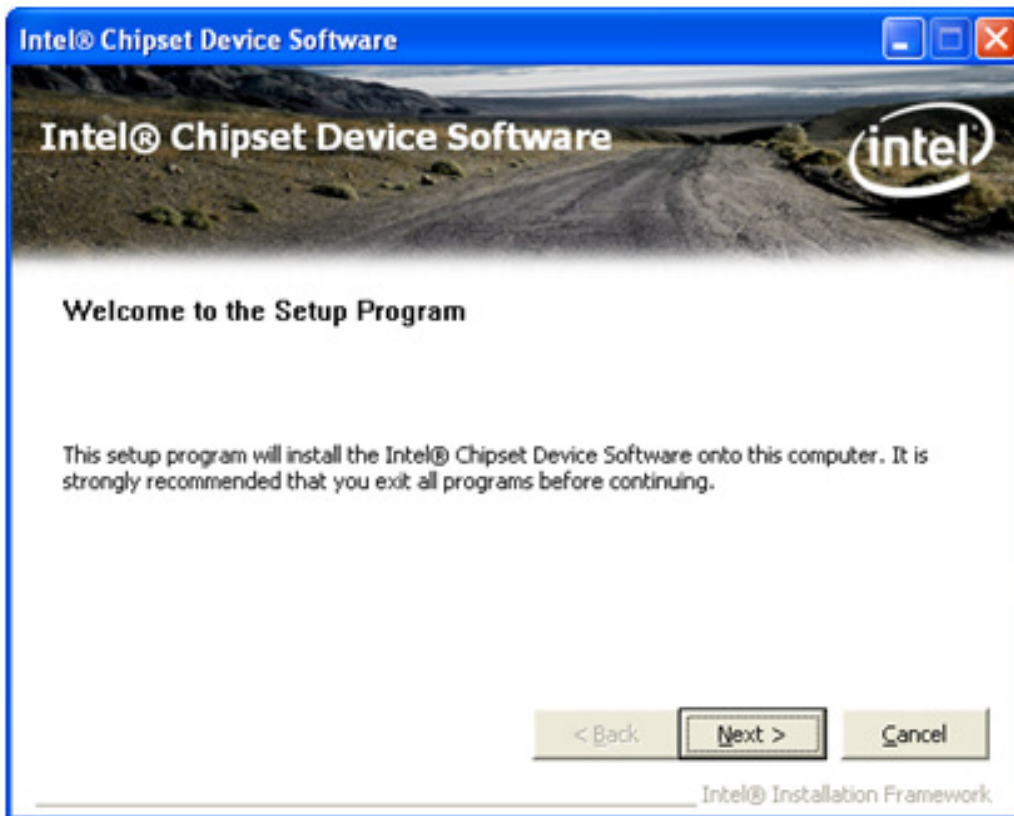 Intel® Chipset Device Software
Intel® Chipset Device Software
intel
Welcome to the Setup Program
This setup program will install the Intel® Chipset Device Software onto this computer. It is
strongly recommended that you exit all programs before continuing.
< Back
Next >
Cancel
Intel® Installation Framework